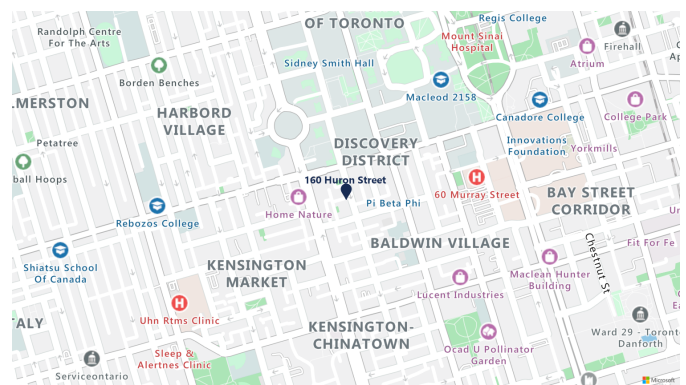 OF TORONTO
Regis College
Randolph Centre
For The Arts
Mount Sinai
Hospital
Firehall
Sidney Smith Hall
Atrium
Borden Benches
Macleod 2158
LMERSTON
HARBORD
VILLAGE
Canadore College
College Park
Petatree
DISCOVERY
DISTRICT
Innovations
Foundation
Yorkmills
ball Hoops
160 Huron Street
60 Murray Street
BAY STREET
CORRIDOR
Home Nature
Pi Beta Phi
Rebozos College
BALDWIN VILLAGE
Chestnut St
Fit For Fe
Shiatsu School
Of Canada
KENSINGTON
MARKET
Maclean Hunter
Building
Lucent Industries
Uhn Rtms Clinic
TALY
KENSINGTON-
CHINATOWN
Ward 29 - Toronto
Danforth
Ocad U Pollinator
Garden
Sleep &
Alertnes Clinic
Serviceontario
Microsoft